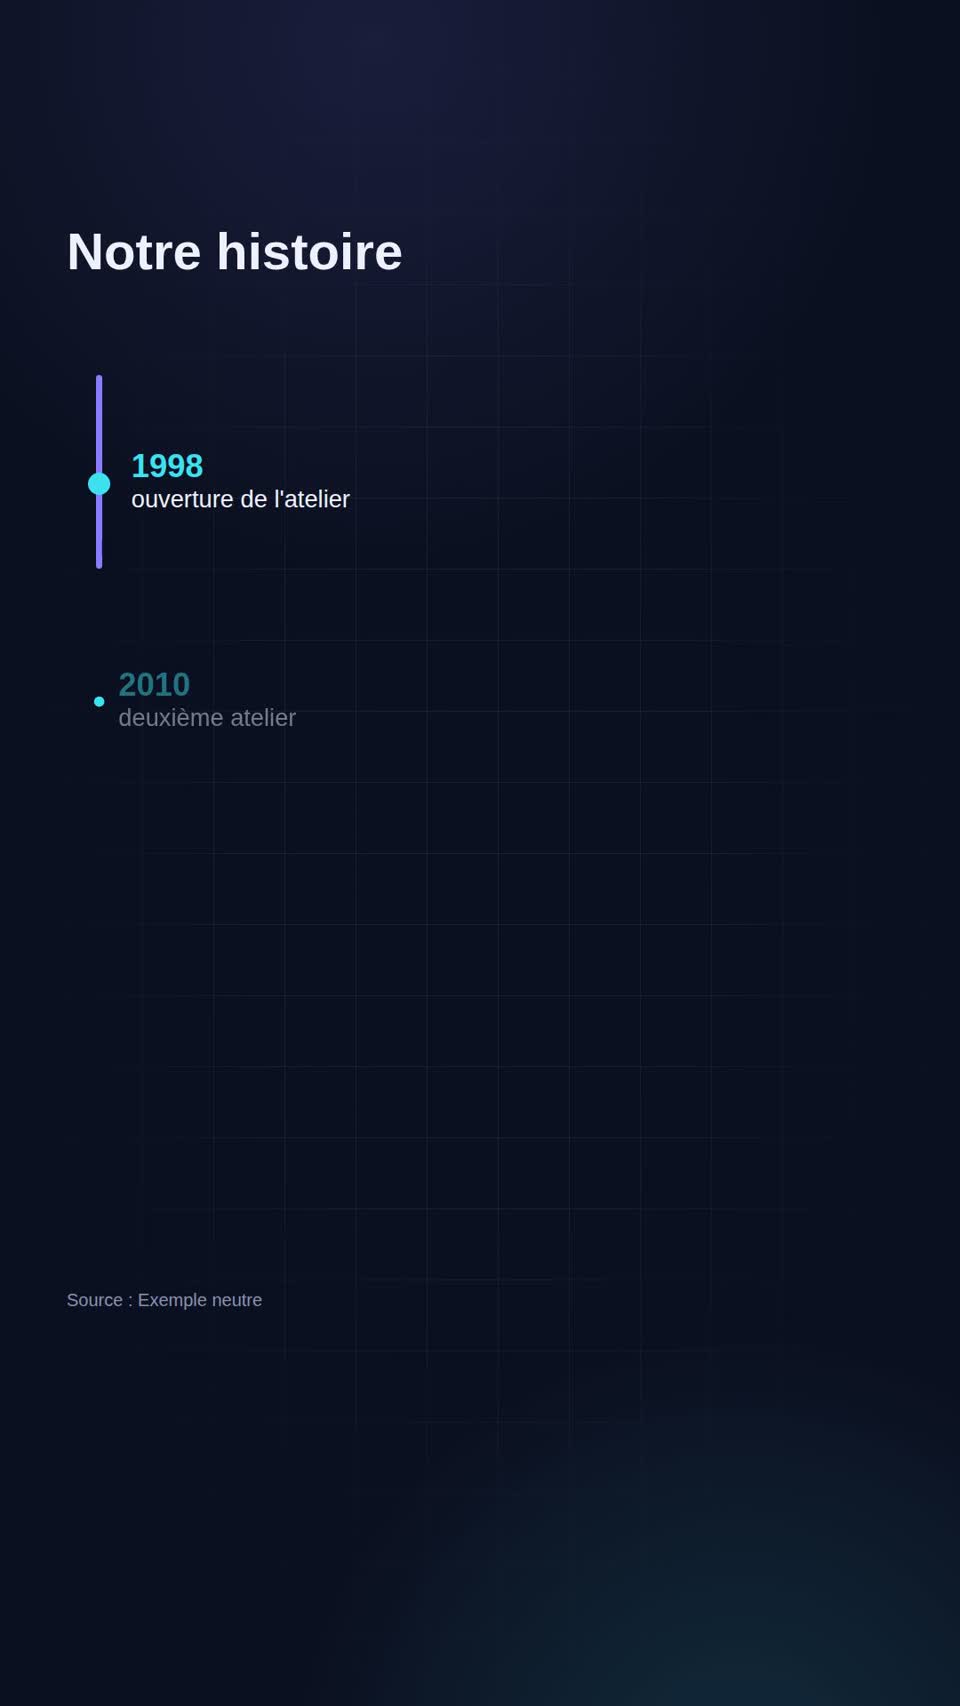 Notre histoire
1998
ouverture de l'atelier
2010
deuxième atelier
Source : Exemple neutre